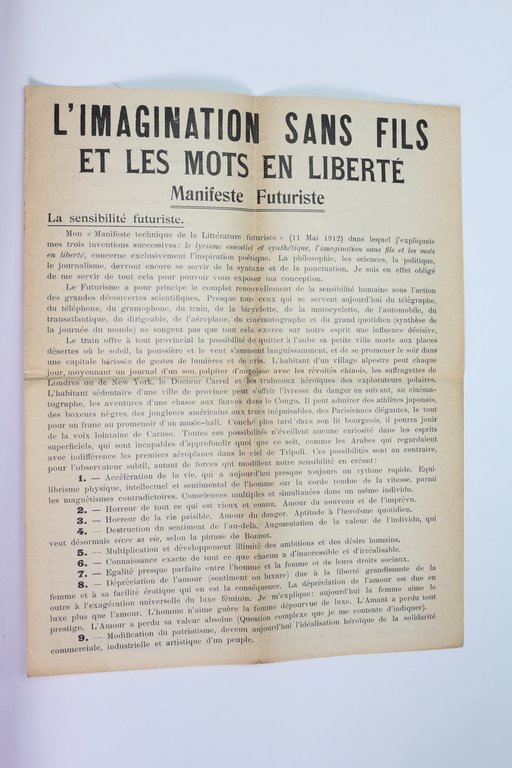 L'IMAGINATION SANS FILS
ET LES MOTS EN LIBERTÉ
Manifeste Futuriste
La sensibilité futuriste.
Mon « Manifeste technique de la Littérature futuriste » (11 Mai 1912) dans lequel j'expliquais
mes trois inventions successives: le lyrisme essentiel et synthétique, l'imagination sans fils et les mots
en liberté, concerne exclusivement l'inspiration poétique. La philosophie, les sciences, la politique,
le journalisme, devront encore se servir de la syntaxe et de la ponctuation. Je suis en effet obligé
de me servir de tout cela pour pouvoir vous exposer ma conception.
Le Futurisme a pour principe le complet renouvellement de la sensibilité humaine sous l'action
des grandes découvertes scientifiques. Presque tous ceux qui se servent aujourd'hui du télégraphe,
du téléphone, du gramophone, du train, de la bicyclette, de la motocyclette, de l'automobile, du
transatlantique, du dirigeable, de l'aéroplane, du cinématographe et du grand quotidien (synthèse de
la journée du monde) ne songent pas que tout cela exerce sur notre esprit une influence décisive.
Le train offre à tout provincial la possibilité de quitter à l'aube sa petite ville morte aux places
désertes où le soleil, la poussière et le vent s'amusent languissamment, et de se promener le soir dans
une capitale hérissée de gestes de lumières et de cris. L'habitant d'un village alpestre peut chaque
jour, moyennant un journal d'un sou, palpiter d'angoisse avec les révoltés chinois, les suffragettes de
Londres ou de New York, le Docteur Carrel et les traîneaux héroïques des explorateurs polaires.
L'habitant sédentaire d'une ville de province peut s'offrir l'ivresse du danger en suivant, au cinéma-
tographe, les aventures d'une chasse aux fauves dans le Congo. Il peut admirer des athlètes japonais,
des boxeurs nègres, des jongleurs américains aux trucs inépuisables, des Parisiennes élégantes, le tout
pour un franc au promenoir d'un music-hall. Couché plus tard dans son lit bourgeois, il pourra jouir
de la voix lointaine de Caruso. Toutes ces possibilités n'éveillent aucune curiosité dans les esprits
superficiels, qui sont incapables d'approfondir quoi que ce soit, comme les Arabes qui regardaient
avec indifférence les premiers aéroplanes dans le ciel de Tripoli. Ces possibilités sont au contraire,
pour l'observateur subtil, autant de forces qui modifient notre sensibilité en créant:
1. — Accélération de la vie, qui a aujourd'hui presque toujours un rythme rapide. Equi-
librisme physique, intellectuel et sentimental de l'homme sur la corde tendue de la vitesse, parmi
les magnétismes contradictoires. Consciences multiples et simultanées dans un même individu.
2. — Horreur de tout ce qui est vieux et connu. Amour du nouveau et de l'imprévu.
3. — Horreur de la vie paisible. Amour du danger. Aptitude à l'heroïsme quotidien.
4. — Destruction du sentiment de l'au-delà. Augmentation de la valeur de l'individu, qui
veut désormais vivre sa vie, selon la phrase de Bonnot.
5. — Multiplication et développement illimité des ambitions et des désirs humains.
6. — Connaissance exacte de tout ce que chacun a d'inaccessible et d'irréalisable.
7. — Egalité presque parfaite entre l'homme et la femme et de leurs droits sociaux.
8. — Dépréciation de l'amour (sentiment ou luxure) due à la liberté grandissante de la
femme et à sa facilité érotique qui en est la conséquence. La dépréciation de l'amour est due en
outre à l'exagération universelle du luxe féminin. Je m'explique: aujourd'hui la femme aime le
luxe plus que l'amour. L'homme n'aime guère la femme dépourvue de luxe. L'Amant a perdu tout
prestige. L'Amour a perdu sa valeur absolue (Question complexe que je me contente d'indiquer).
9. — Modification du patriotisme, devenu aujourd'hui l'idéalisation héroïque de la solidarité
commerciale, industrielle et artistique d'un peuple.